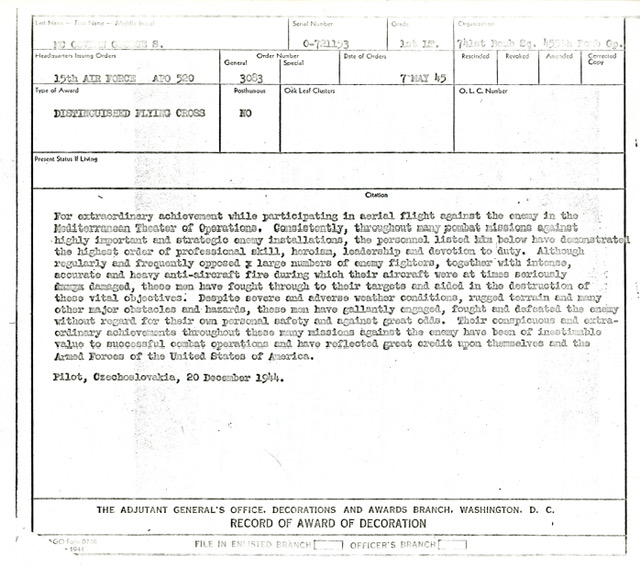 Last Name — First Name — Middle Initial
Serial Number
Grade
Organization
S.
O-721153
1st Lt.
741st Bomb Sq.
Headquarters Issuing Orders
Order Number
General
Special
Date of Orders
Rescinded
Revoked
Amended
Corrected Copy
15th AIR FORCE APO 520
3083
7 MAY 45
Type of Award
Posthumous
Oak Leaf Clusters
O. L. C. Number
DISTINGUISHED FLYING CROSS
NO
Present Status If Living
Citation
For extraordinary achievement while participating in aerial flight against the enemy in the
Mediterranean Theater of Operations. Consistently, throughout many combat missions against
highly important and strategic enemy installations, the personnel listed below have demonstrated
the highest order of professional skill, heroism, leadership and devotion to duty. Although
regularly and frequently opposed x large numbers of enemy fighters, together with intense,
accurate and heavy anti-aircraft fire during which their aircraft were at times seriously
damaged, these men have fought through to their targets and aided in the destruction of
these vital objectives. Despite severe and adverse weather conditions, rugged terrain and many
other major obstacles and hazards, these men have gallantly engaged, fought and defeated the enemy
without regard for their own personal safety and against great odds. Their conspicuous and extra-
ordinary achievements throughout these many missions against the enemy have been of inestimable
value to successful combat operations and have reflected great credit upon themselves and the
Armed Forces of the United States of America.
Pilot, Czechoslovakia, 20 December 1944.
THE ADJUTANT GENERAL'S OFFICE, DECORATIONS AND AWARDS BRANCH, WASHINGTON, D. C.
RECORD OF AWARD OF DECORATION
FILE IN ENLISTED BRANCH
OFFICER'S BRANCH